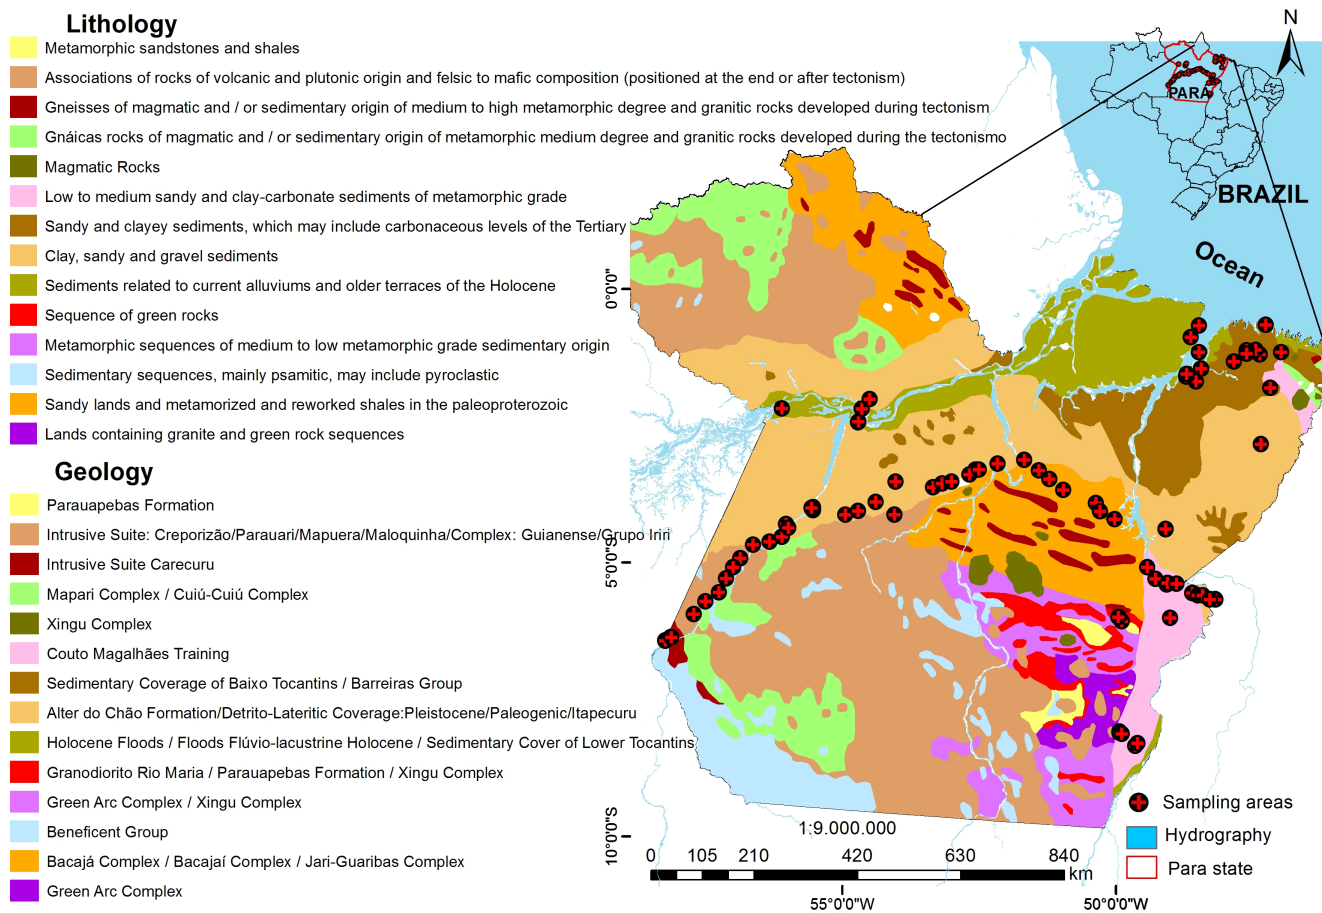 Lithology
Metamorphic sandstones and shales
Associations of rocks of volcanic and plutonic origin and felsic to mafic composition (positioned at the end or after tectonism)
Gneisses of magmatic and / or sedimentary origin of medium to high metamorphic degree and granitic rocks developed during tectonism
Gnáicas rocks of magmatic and / or sedimentary origin of metamorphic medium degree and granitic rocks developed during the tectonismo
Magmatic Rocks
Low to medium sandy and clay-carbonate sediments of metamorphic grade
Sandy and clayey sediments, which may include carbonaceous levels of the Tertiary
Clay, sandy and gravel sediments
Sediments related to current alluviums and older terraces of the Holocene
Sequence of green rocks
Metamorphic sequences of medium to low metamorphic grade sedimentary origin
Sedimentary sequences, mainly psamitic, may include pyroclastic
Sandy lands and metamorized and reworked shales in the paleoproterozoic
Lands containing granite and green rock sequences
Geology
Parauapebas Formation
Intrusive Suite: Creporizão/Parauari/Mapuera/Maloquinha/Complex: Guianense/Grupo Iriri
Intrusive Suite Carecuru
Mapari Complex / Cuiú-Cuiú Complex
Xingu Complex
Couto Magalhães Training
Sedimentary Coverage of Baixo Tocantins / Barreiras Group
Alter do Chão Formation/Detrito-Lateritic Coverage:Pleistocene/Paleogenic/Itapecuru
Holocene Floods / Floods Flúvio-lacustrine Holocene / Sedimentary Cover of Lower Tocantins
Granodiorito Rio Maria / Parauapebas Formation / Xingu Complex
Green Arc Complex / Xingu Complex
Beneficent Group
Bacajá Complex / Bacajaí Complex / Jari-Guaribas Complex
Green Arc Complex
N
PARÁ
BRAZIL
Ocean
0°0'0"
5°0'0"S
10°0'0"S
1:9.000.000
0 105 210 420 630 840
km
55°0'0"W 50°0'0"W
Sampling areas
Hydrography
Para state